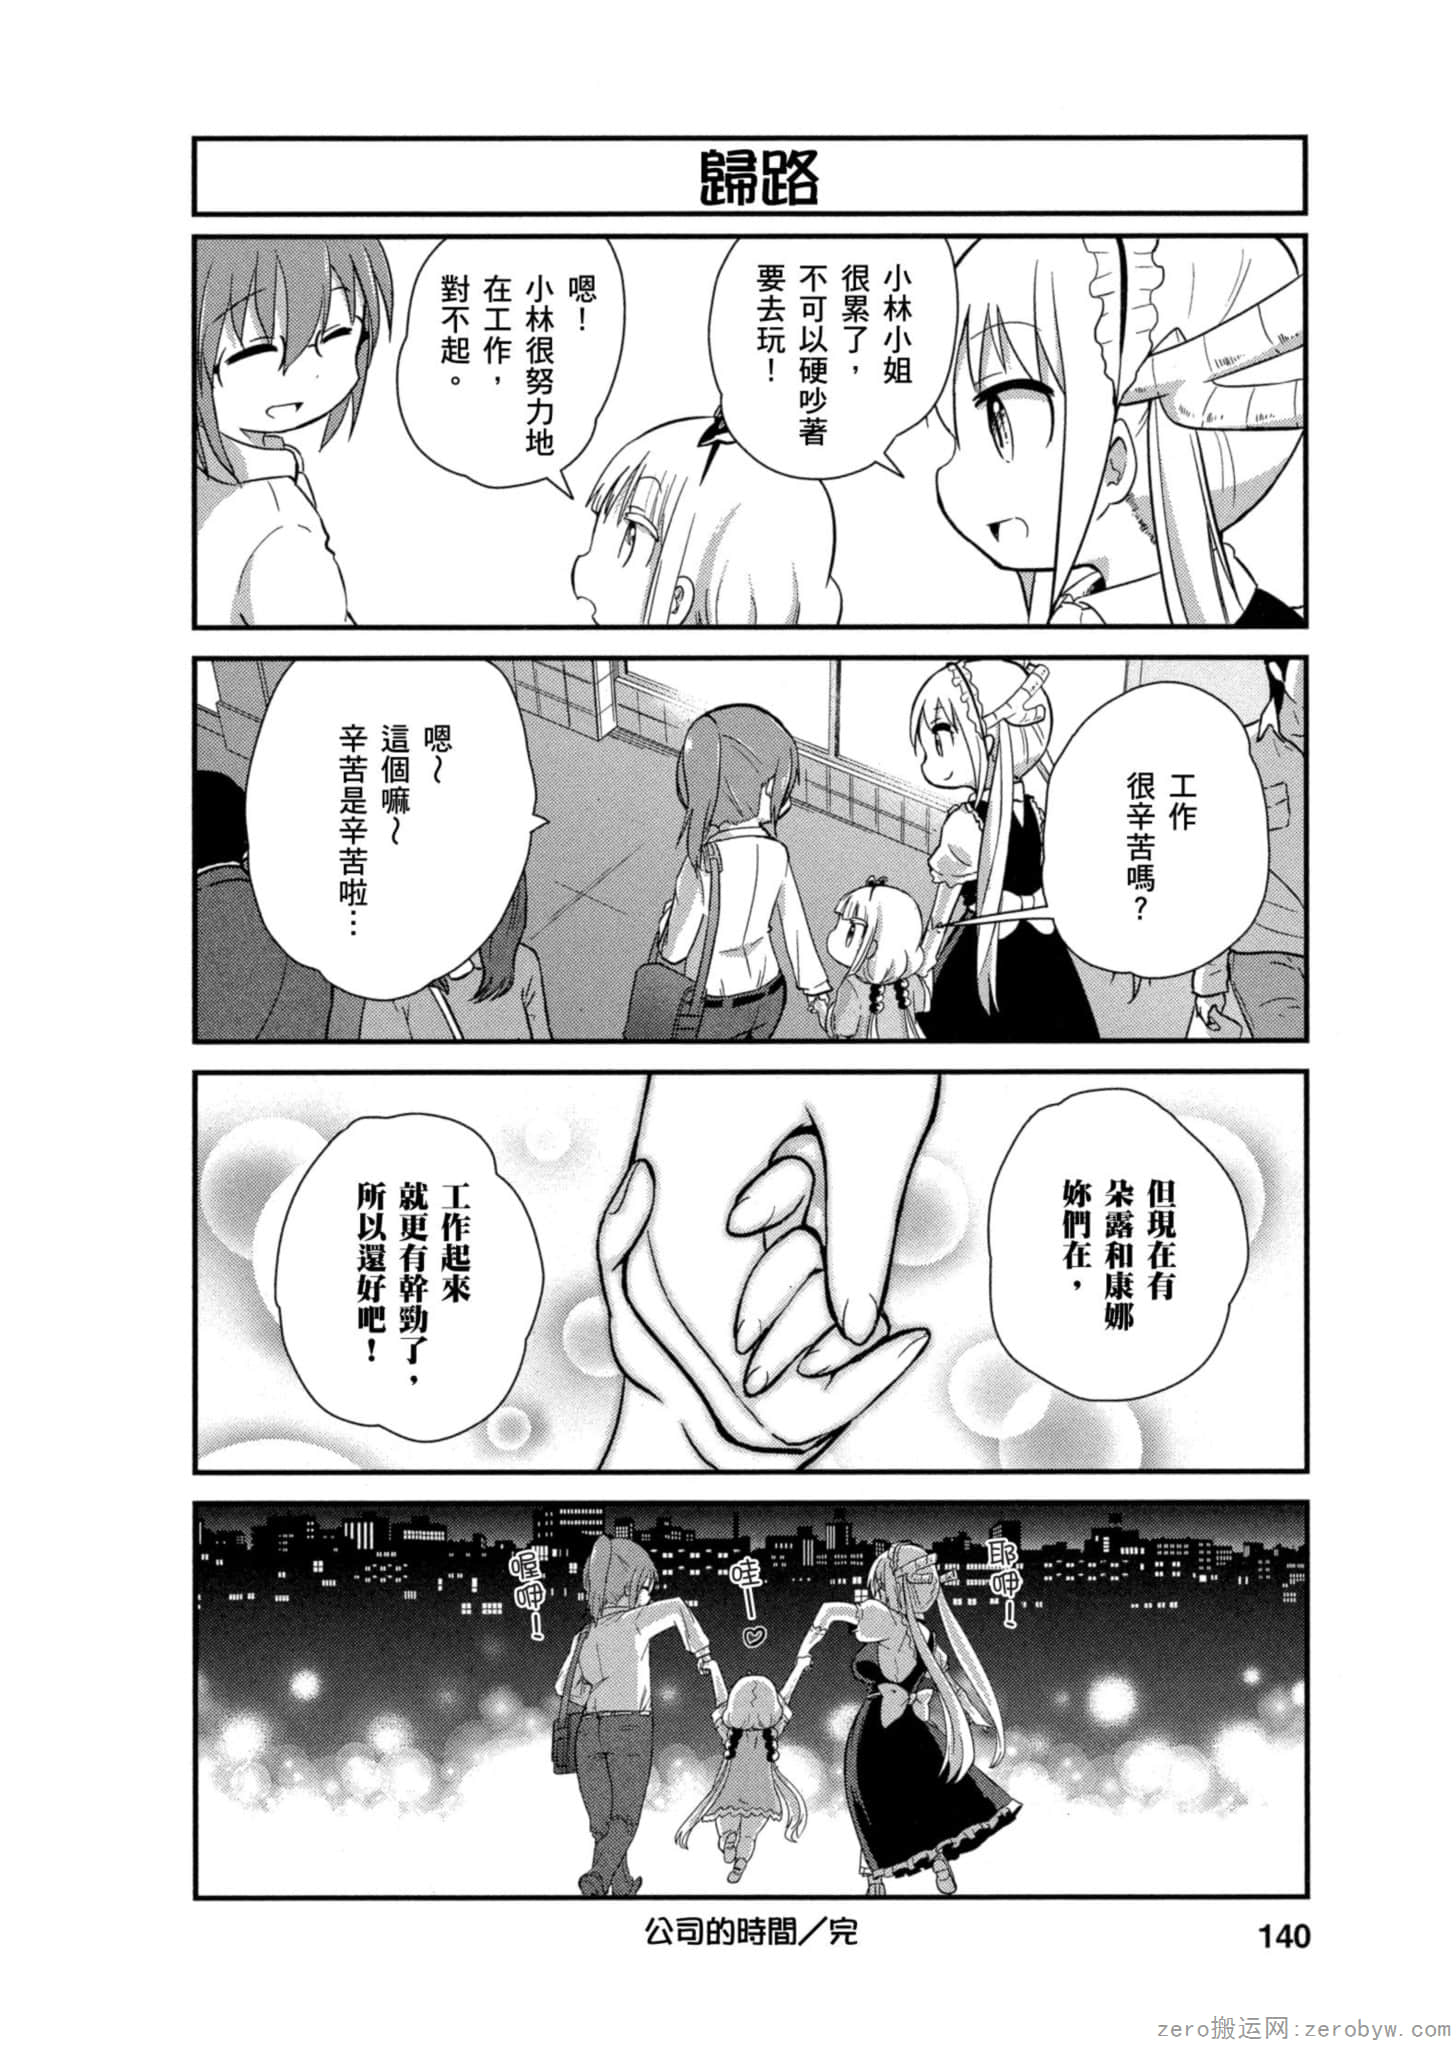 歸路
小林小姐
很累了，
不可以硬吵著
要去玩！
嗯！
小林很努力地
在工作，
對不起。
工作
很辛苦嗎？
嗯～
這個嘛～
辛苦是辛苦啦…
但現在有
朵露和康娜
妳們在，
工作起來
就更有幹勁了，
所以還好吧！
耶呷！
哇－♡
喔呷！
公司的時間／完
140
zero搬运网:zerobyw.com